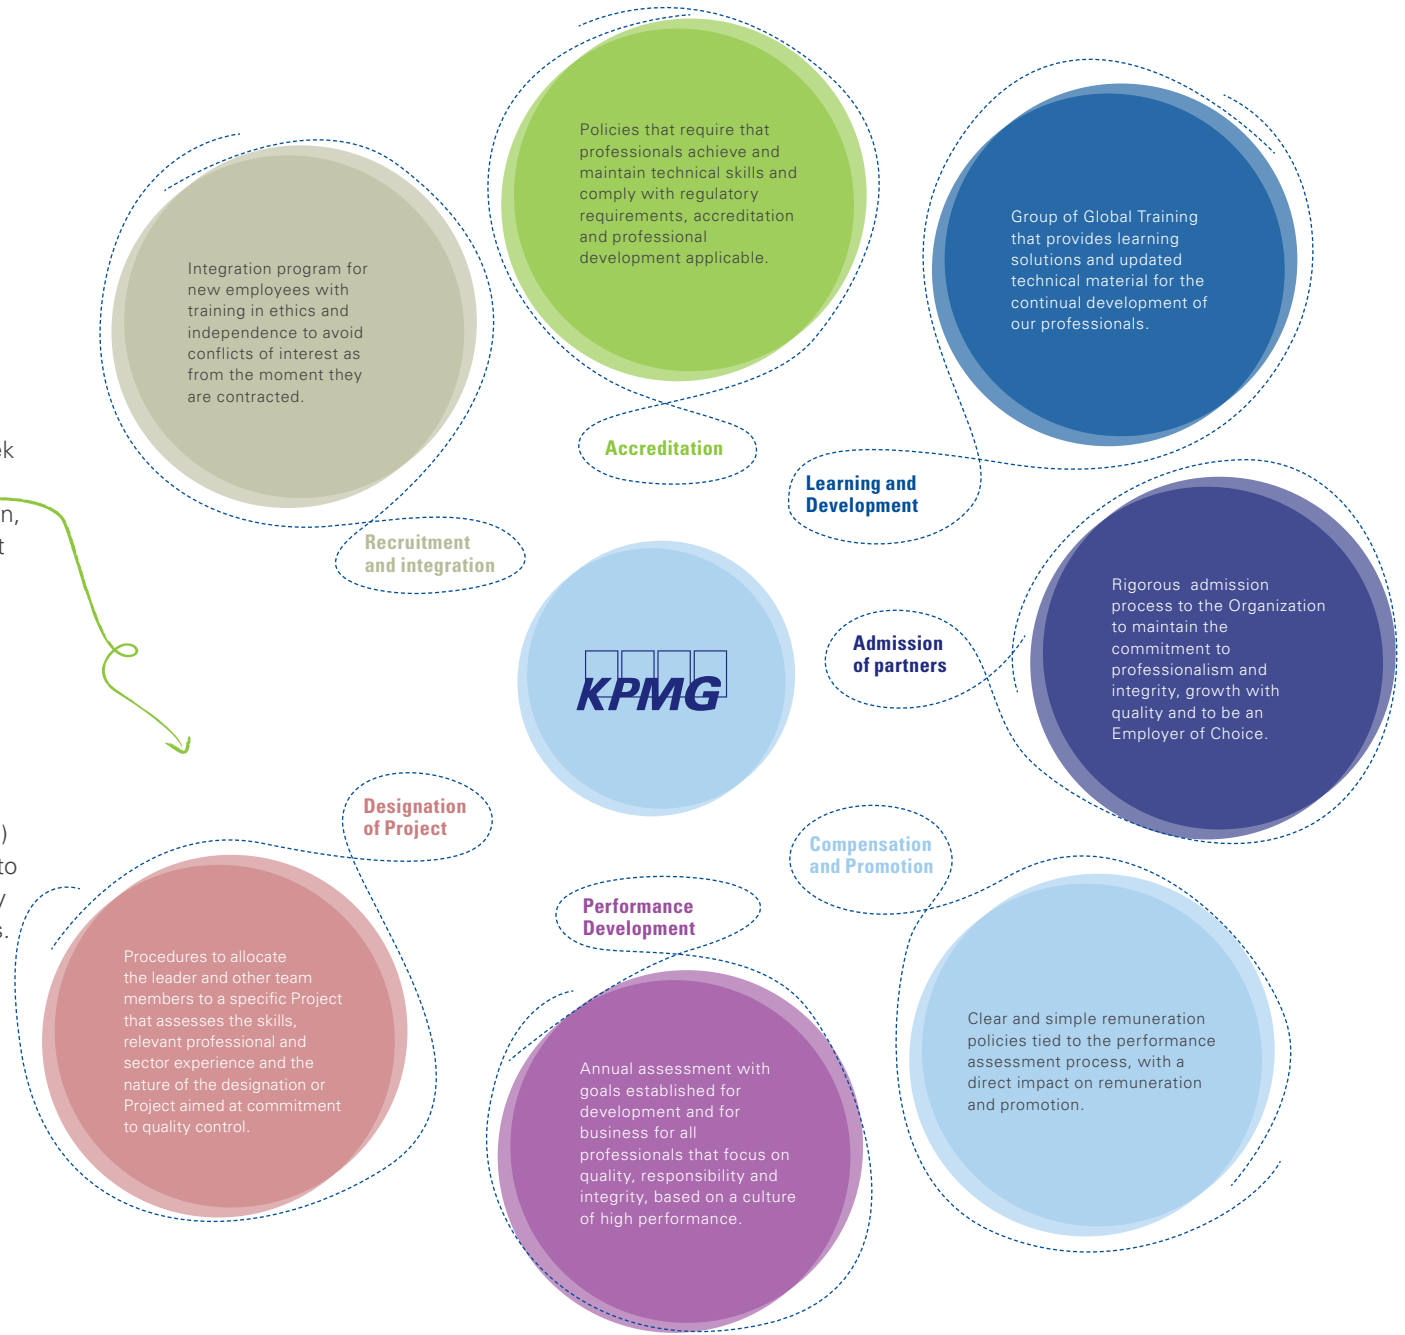 Policies that require that
professionals achieve and
maintain technical skills and
comply with regulatory
requirements, accreditation
and professional
development applicable.
Accreditation
Group of Global Training
that provides learning
solutions and updated
technical material for the
continual development of
our professionals.
Learning and
Development
Integration program for
new employees with
training in ethics and
independence to avoid
conflicts of interest as
from the moment they
are contracted.
Recruitment
and integration
KPMG
Admission
of partners
Rigorous admission
process to the Organization
to maintain the
commitment to
professionalism and
integrity, growth with
quality and to be an
Employer of Choice.
Designation
of Project
Procedures to allocate
the leader and other team
members to a specific Project
that assesses the skills,
relevant professional and
sector experience and the
nature of the designation or
Project aimed at commitment
to quality control.
Performance
Development
Annual assessment with
goals established for
development and for
business for all
professionals that focus on
quality, responsibility and
integrity, based on a culture
of high performance.
Compensation
and Promotion
Clear and simple remuneration
policies tied to the performance
assessment process, with a
direct impact on remuneration
and promotion.
to